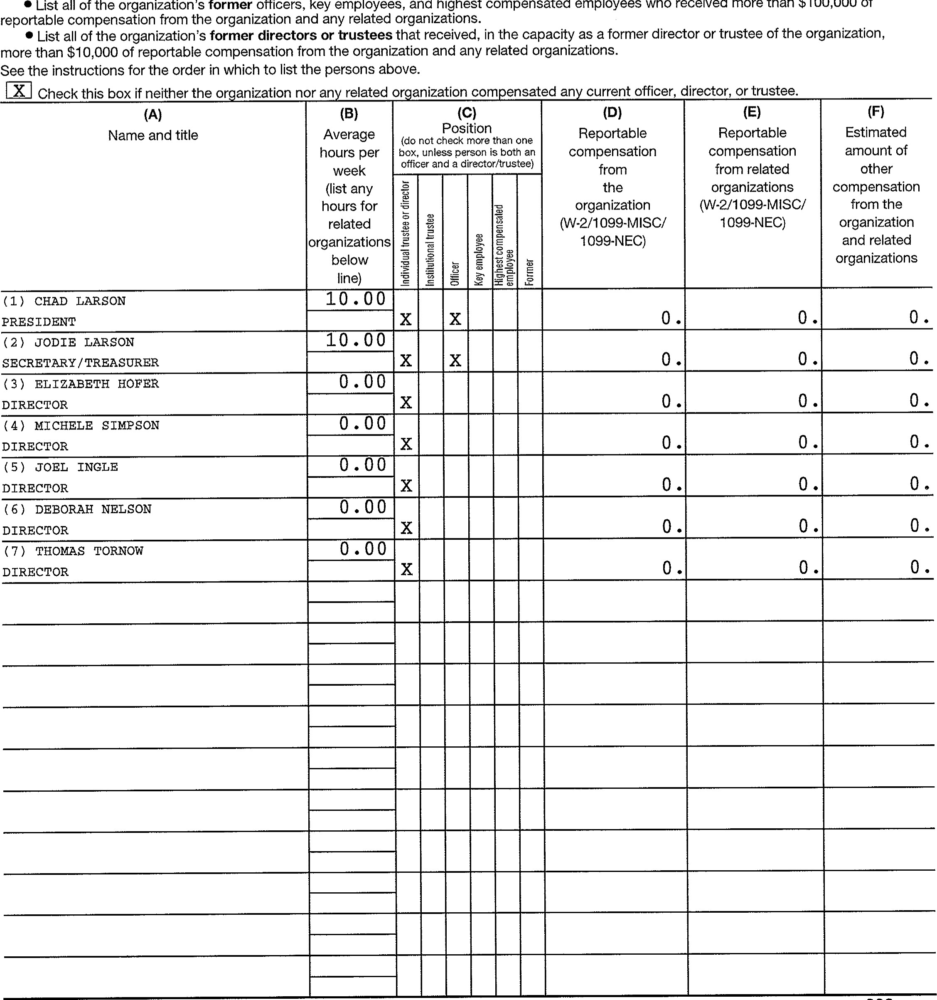 ● List all of the organization's former officers, key employees, and highest compensated employees who received more than $100,000 of
reportable compensation from the organization and any related organizations.
● List all of the organization's former directors or trustees that received, in the capacity as a former director or trustee of the organization,
more than $10,000 of reportable compensation from the organization and any related organizations.
See the instructions for the order in which to list the persons above.
X Check this box if neither the organization nor any related organization compensated any current officer, director, or trustee.
(A)
Name and title
(B)
Average
hours per
week
(list any
hours for
related
organizations
below
line)
(C)
Position
(do not check more than one
box, unless person is both an
officer and a director/trustee)
Individual trustee or director
Institutional trustee
Officer
Key employee
Highest compensated
employee
Former
(D)
Reportable
compensation
from
the
organization
(W-2/1099-MISC/
1099-NEC)
(E)
Reportable
compensation
from related
organizations
(W-2/1099-MISC/
1099-NEC)
(F)
Estimated
amount of
other
compensation
from the
organization
and related
organizations
(1) CHAD LARSON 10.00
PRESIDENT X X 0. 0. 0.
(2) JODIE LARSON 10.00
SECRETARY/TREASURER X X 0. 0. 0.
(3) ELIZABETH HOFER 0.00
DIRECTOR X 0. 0. 0.
(4) MICHELE SIMPSON 0.00
DIRECTOR X 0. 0. 0.
(5) JOEL INGLE 0.00
DIRECTOR X 0. 0. 0.
(6) DEBORAH NELSON 0.00
DIRECTOR X 0. 0. 0.
(7) THOMAS TORNOW 0.00
DIRECTOR X 0. 0. 0.